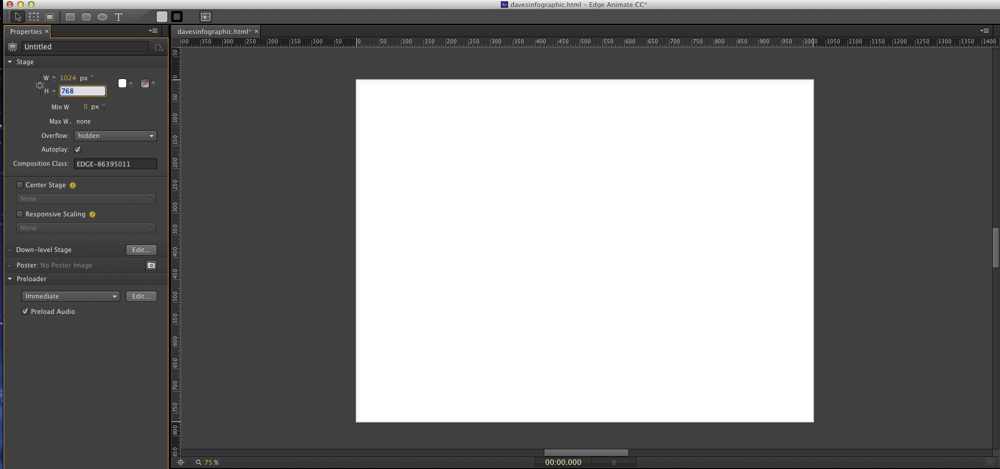 An davesinfographic.html - Edge Animate CC*
T
Properties ×
davesinfographic.html* ×
Untitled {}
00 350 300 250 200 150 100 50 0 50 100 150 200 250 300 350 400 450 500 550 600 650 700 750 800 850 900 950 1000 1050 1100 1150 1200 1250 1300 1350 1400
50 0 50 100 150 200 250 300 350 400 450 500 550 600 650 700 750 800 850
Stage
W 1024 px
H 768
Min W 0 px
Max W none
Overflow: hidden
Autoplay:
Composition Class: EDGE-86395011
Center Stage ?
None
Responsive Scaling ?
None
Down-level Stage Edit...
Poster: No Poster Image
Preloader
Immediate Edit...
Preload Audio
75 % 00:00.000 0